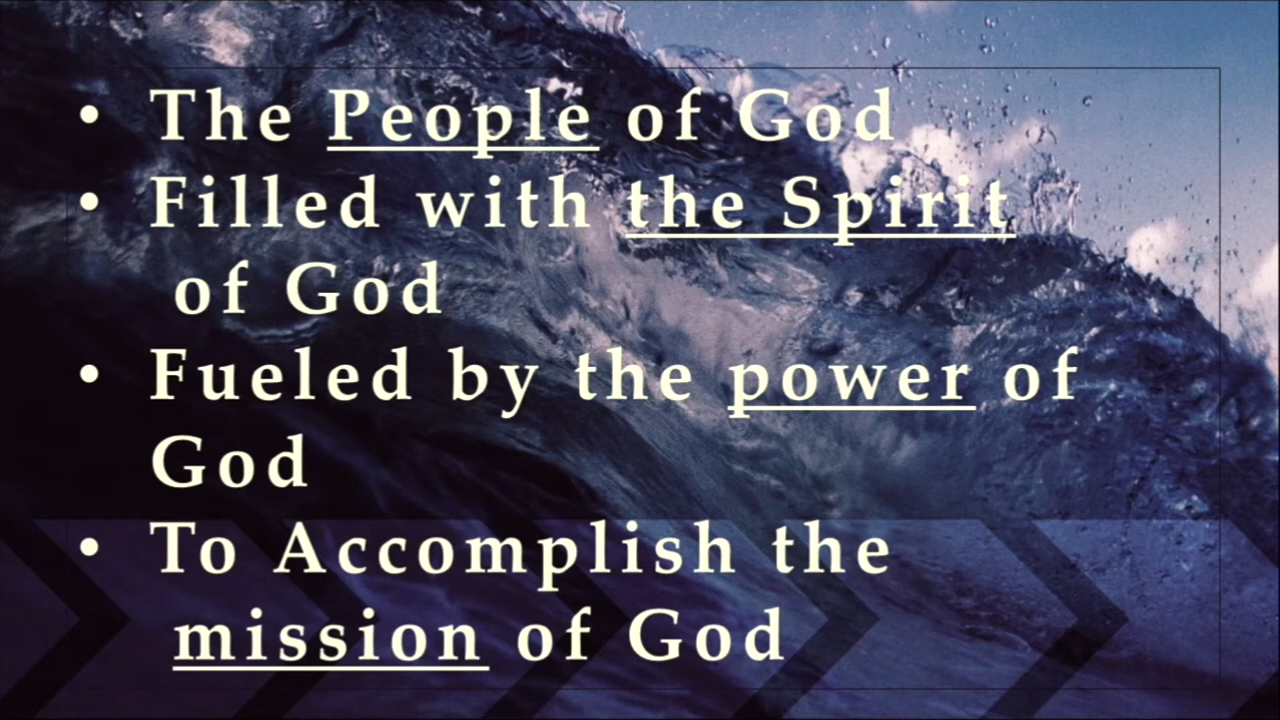 • The People of God
• Filled with the Spirit
of God
• Fueled by the power of
God
• To Accomplish the
mission of God